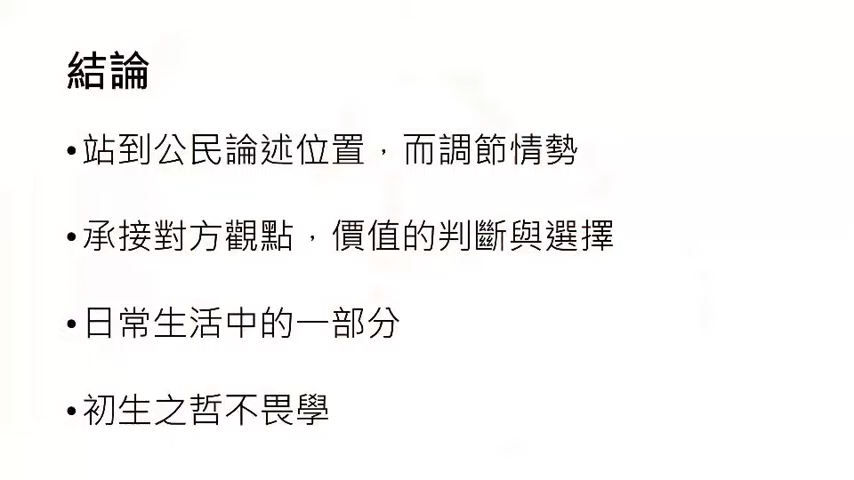 結論
•站到公民論述位置，而調節情勢
•承接對方觀點，價值的判斷與選擇
•日常生活中的一部分
•初生之哲不畏學